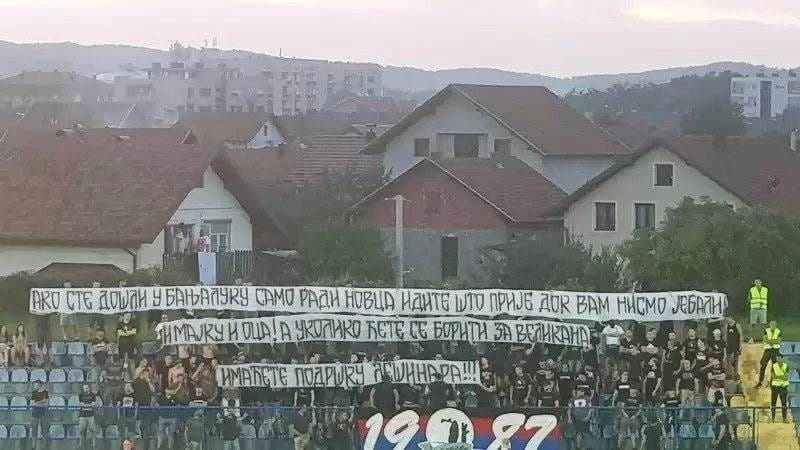 АКО СТЕ ДОШЛИ У БАЊАЛУКУ САМО РАДИ НОВЦА ИДИТЕ ШТО ПРИЈЕ ДОК ВАМ НИСМО ЈЕБАЛИ
И МАЈКУ И ОЦА! А УКОЛИКО ЋЕТЕ СЕ БОРИТИ ЗА ВЕЛИКАНА
ИМАЋЕТЕ ПОДРШКУ ЛЕШИНАРА!!!
1987